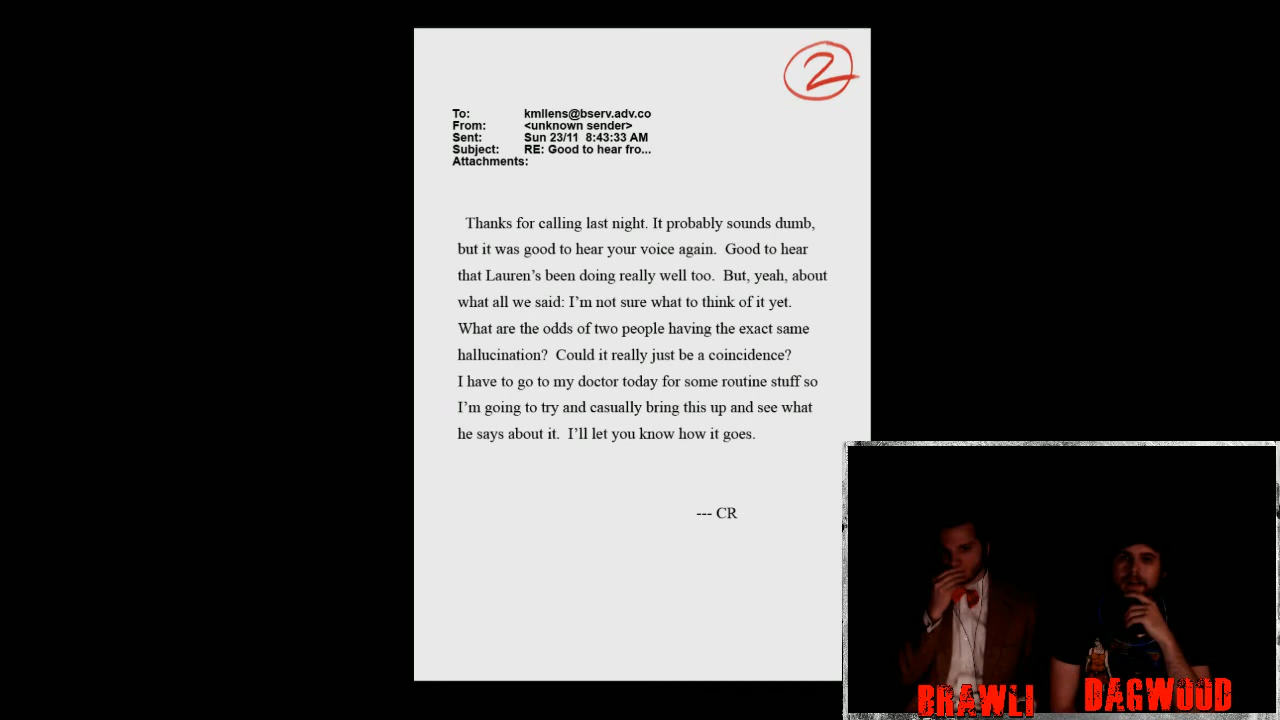 2
To: kmllens@bserv.adv.co
From: <unknown sender>
Sent: Sun 23/11 8:43:33 AM
Subject: RE: Good to hear fro...
Attachments:
Thanks for calling last night. It probably sounds dumb,
but it was good to hear your voice again. Good to hear
that Lauren’s been doing really well too. But, yeah, about
what all we said: I’m not sure what to think of it yet.
What are the odds of two people having the exact same
hallucination? Could it really just be a coincidence?
I have to go to my doctor today for some routine stuff so
I’m going to try and casually bring this up and see what
he says about it. I’ll let you know how it goes.
--- CR
BRAWLI DAGWOOD